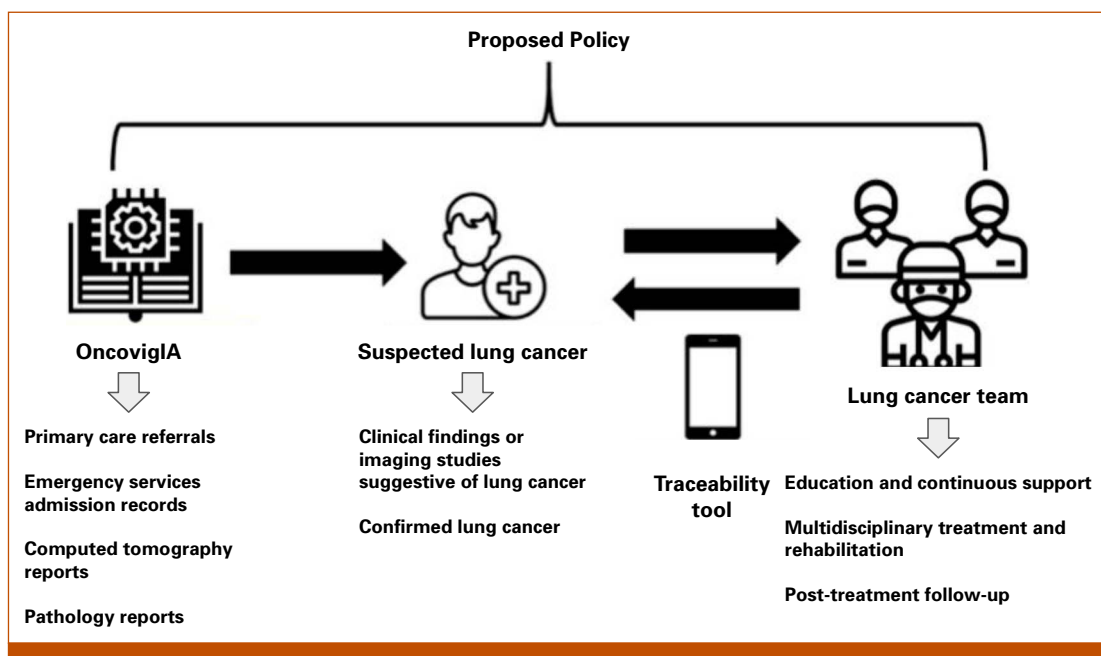 Proposed Policy
OncovigIA
Primary care referrals
Emergency services
admission records
Computed tomography
reports
Pathology reports
Suspected lung cancer
Clinical findings or
imaging studies
suggestive of lung cancer
Confirmed lung cancer
Traceability
tool
Lung cancer team
Education and continuous support
Multidisciplinary treatment and
rehabilitation
Post-treatment follow-up